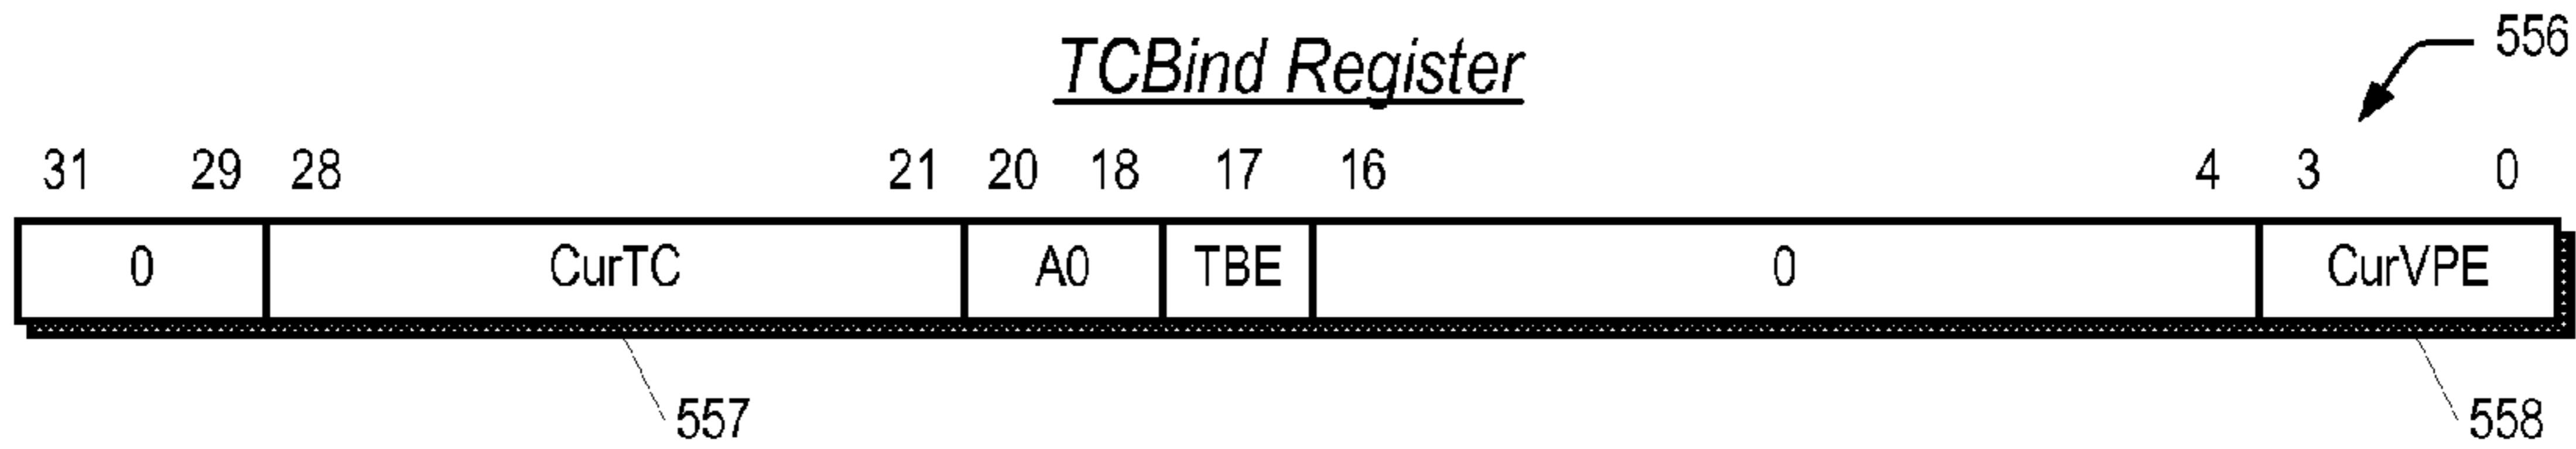 TCBind Register
556
31 29 28 21 20 18 17 16 4 3 0
0 CurTC A0 TBE 0 CurVPE
557 558